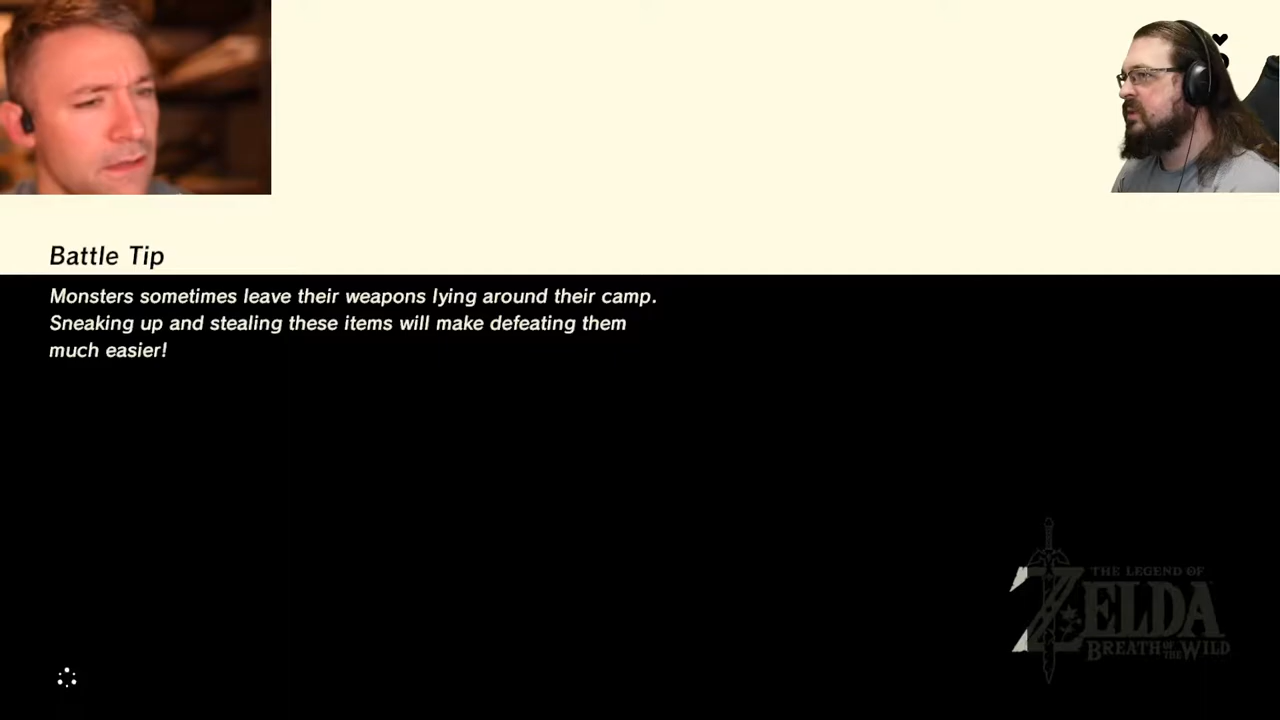 Battle Tip
Monsters sometimes leave their weapons lying around their camp.
Sneaking up and stealing these items will make defeating them
much easier!
THE LEGEND OF
ZELDA
BREATH OF THE WILD